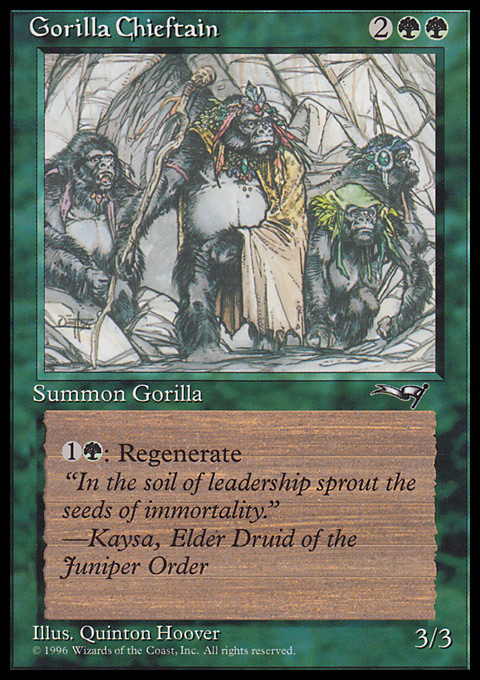 Gorilla Chieftain 2
Summon Gorilla
1: Regenerate
“In the soil of leadership sprout the
seeds of immortality.”
—Kaysa, Elder Druid of the
Juniper Order
Illus. Quinton Hoover
3/3
© 1996 Wizards of the Coast, Inc. All rights reserved.